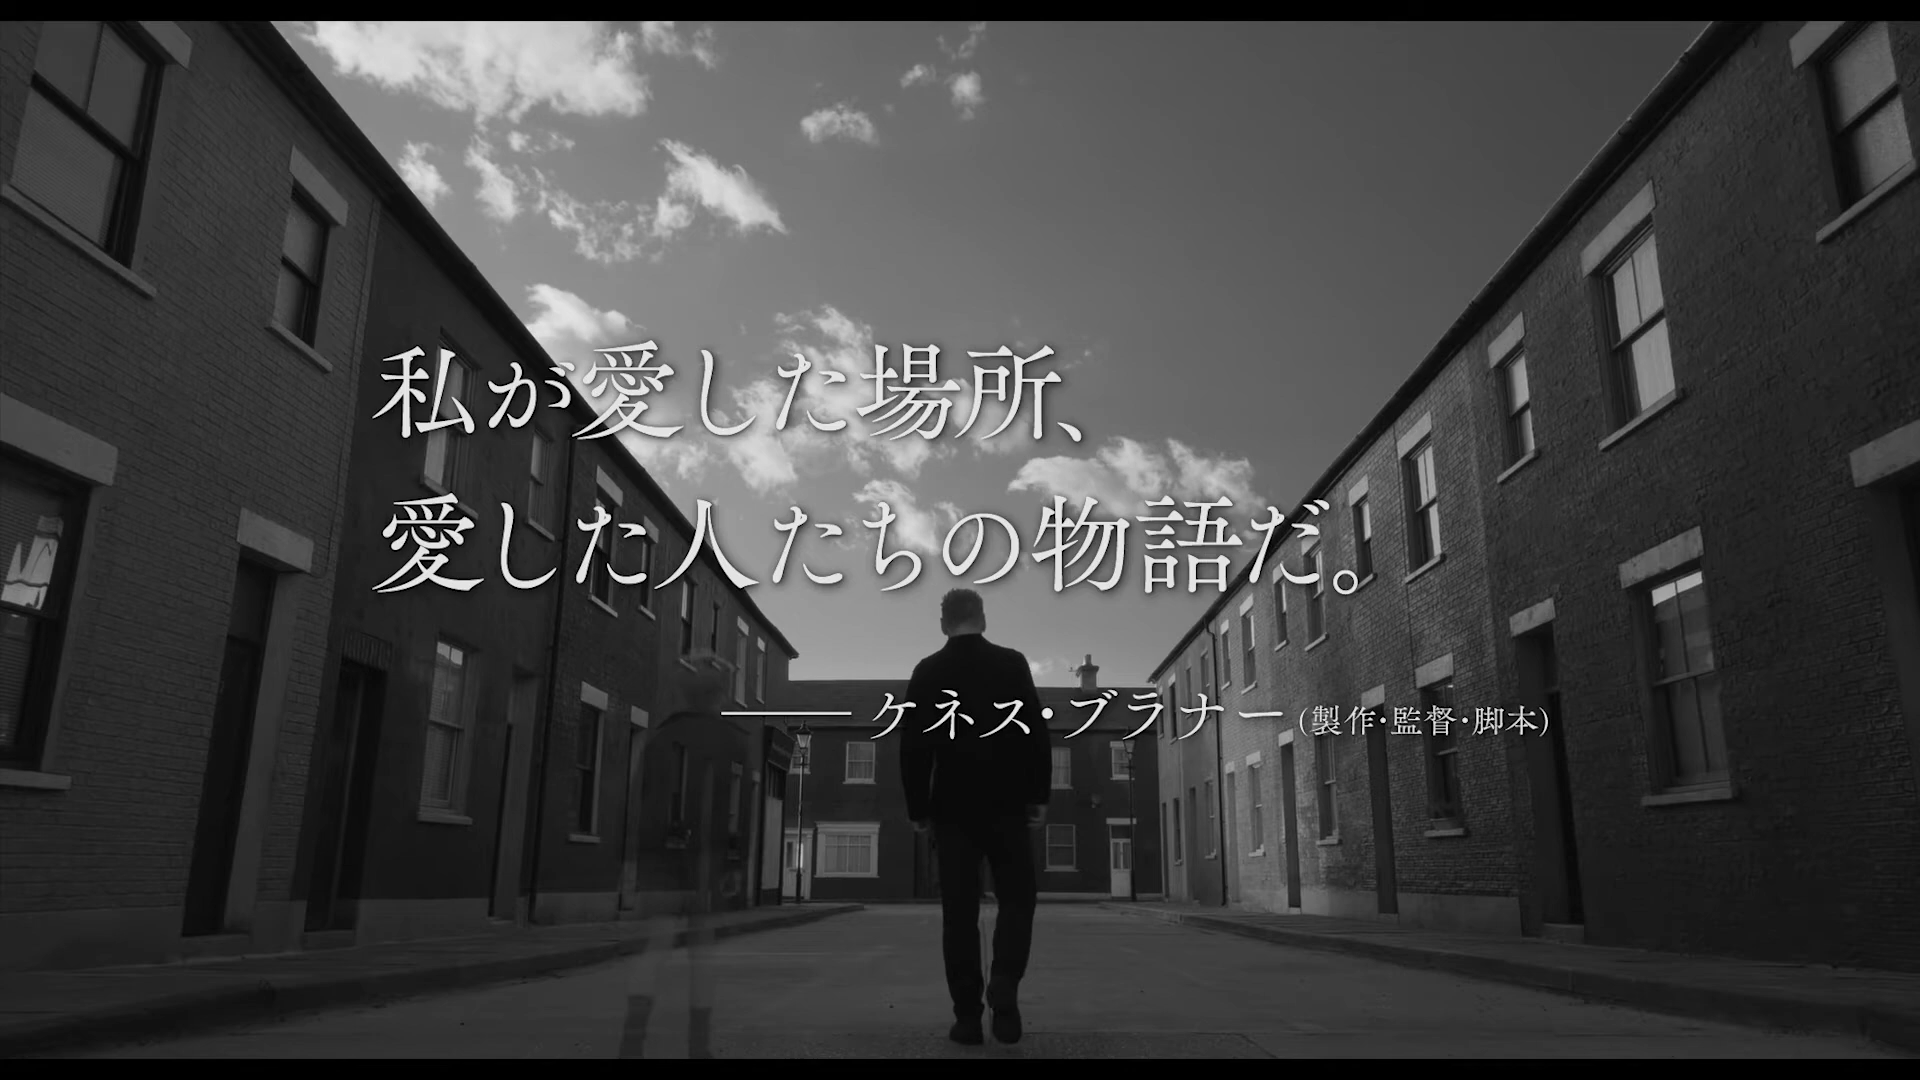 私が愛した場所、
愛した人たちの物語だ。
── ケネス・ブラナー (製作・監督・脚本)